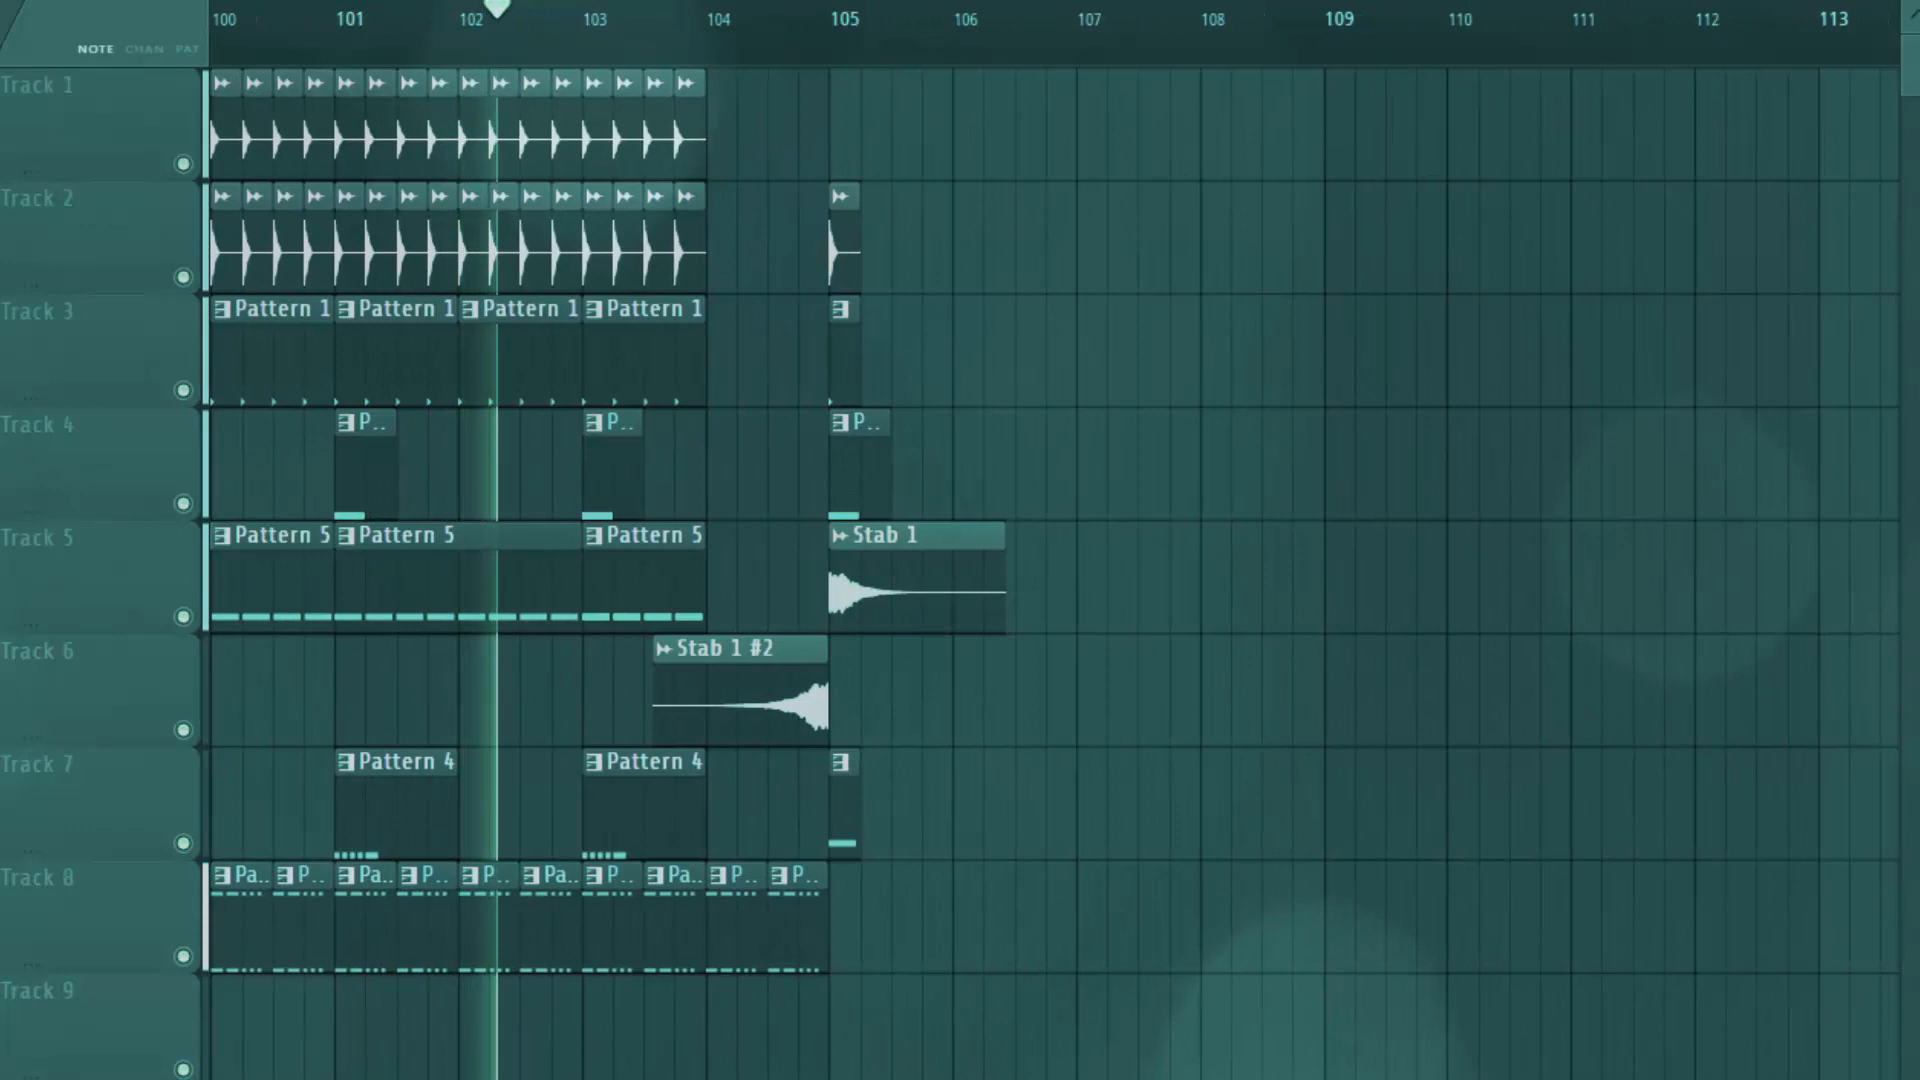 100 101 102 103 104 105 106 107 108 109 110 111 112 113
NOTE CHAN PAT
Track 1
Track 2
Track 3
Pattern 1 Pattern 1 Pattern 1 Pattern 1
Track 4
P.. P.. P..
Track 5
Pattern 5 Pattern 5 Pattern 5 Stab 1
Track 6
Stab 1 #2
Track 7
Pattern 4 Pattern 4
Track 8
Pa.. P.. Pa.. P.. P.. Pa.. P.. Pa.. P.. P..
Track 9